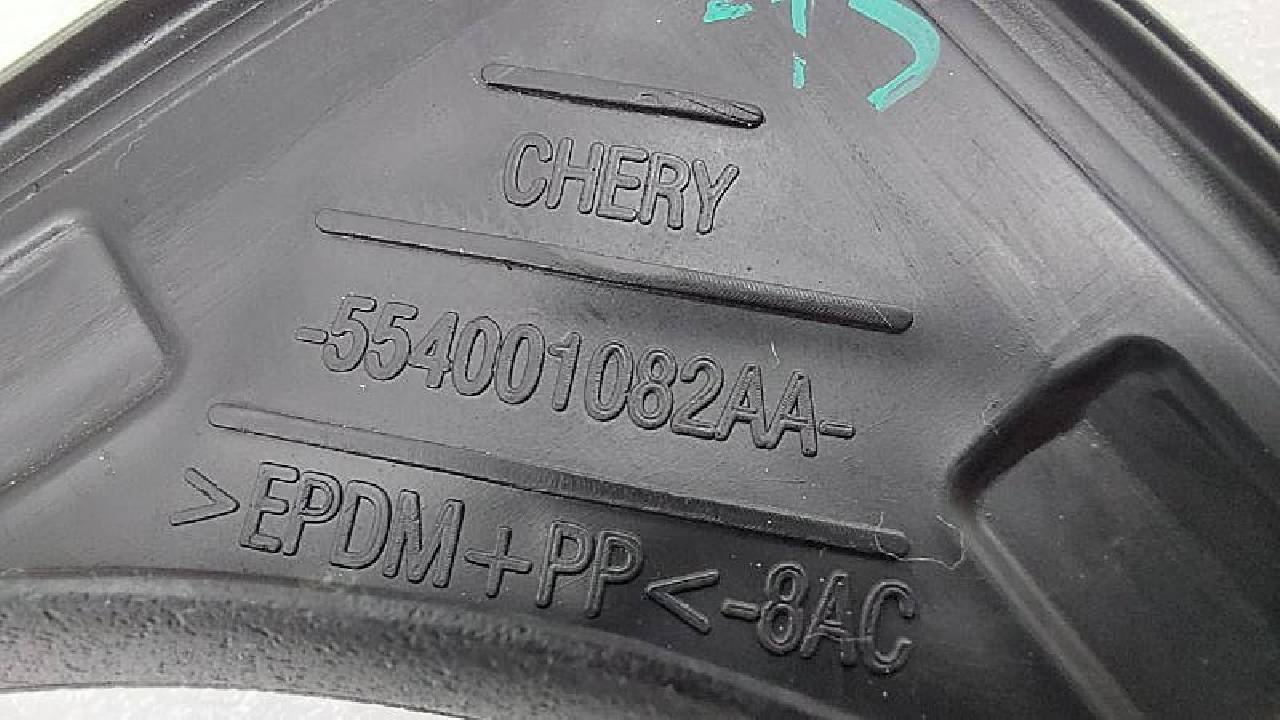 CHERY
-554001082AA-
>EPDM+PP<-8AC